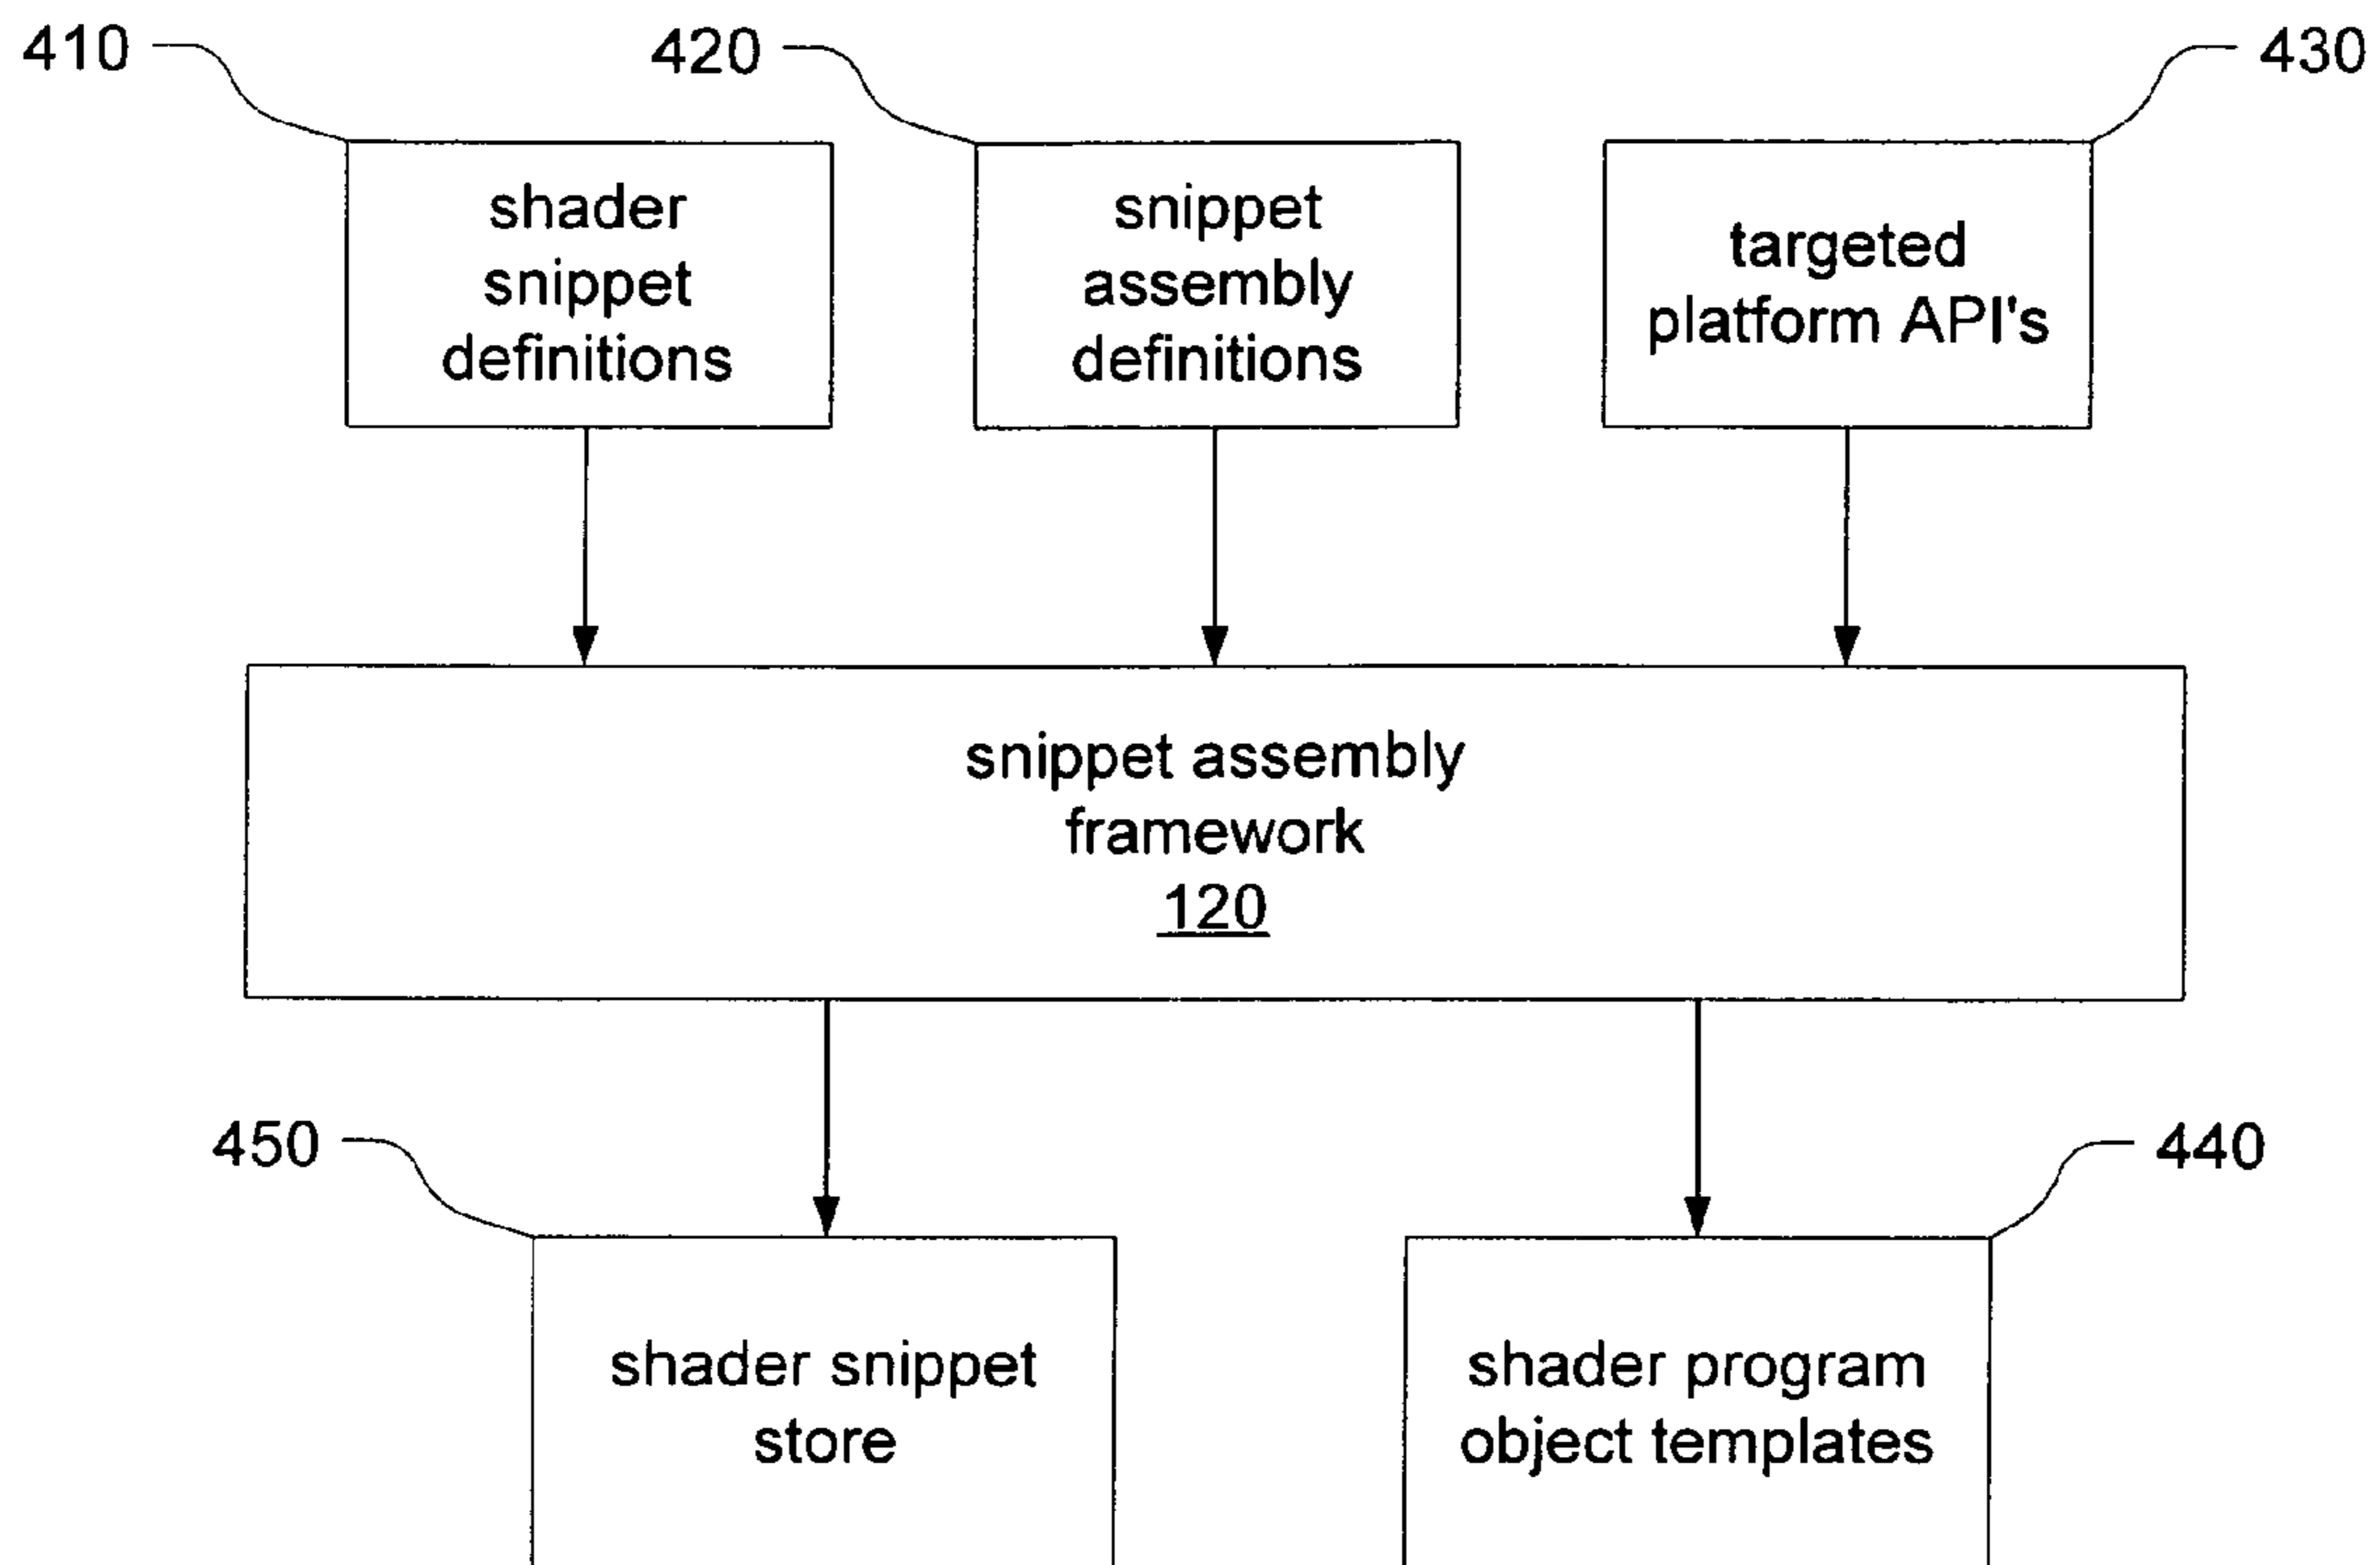 410
420
430
shader
snippet
definitions
snippet
assembly
definitions
targeted
platform API's
snippet assembly
framework
120
450
440
shader snippet
store
shader program
object templates